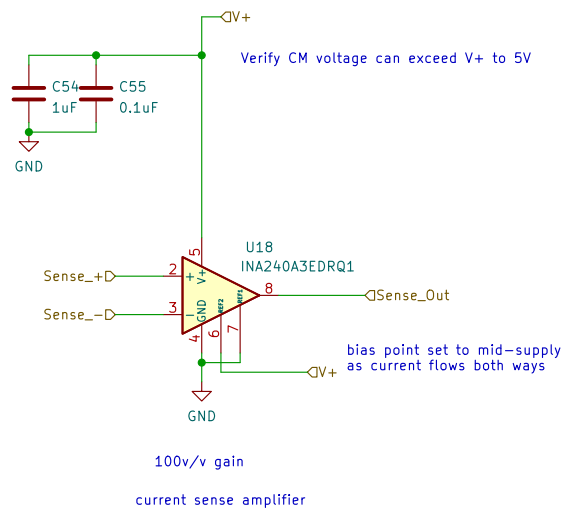 V+
Verify CM voltage can exceed V+ to 5V
C54
1uF
C55
0.1uF
GND
U18
INA240A3EDRQ1
5
V+
Sense_+
2
+
Sense_-
3
-
GND
REF2
REF1
8
Sense_Out
4
6
7
V+
bias point set to mid-supply
as current flows both ways
GND
100v/v gain
current sense amplifier